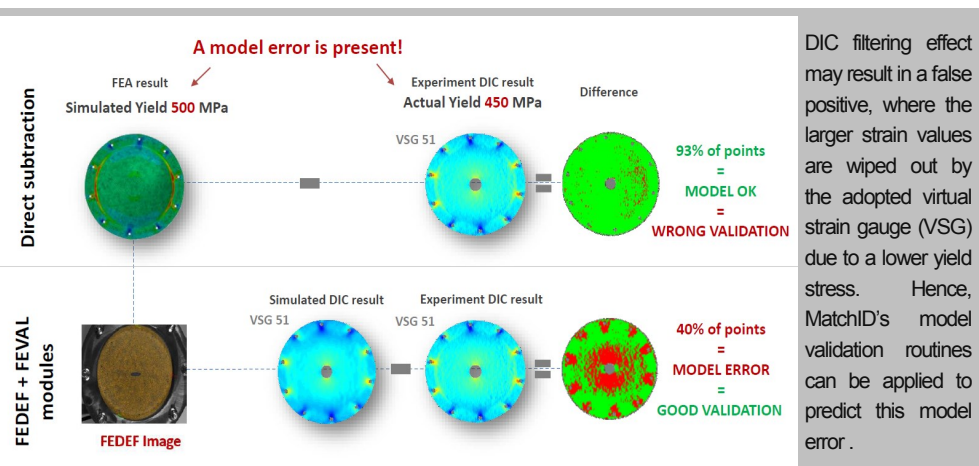 A model error is present!
Direct subtraction
FEA result
Simulated Yield 500 MPa
Experiment DIC result
Actual Yield 450 MPa
Difference
VSG 51
93% of points
=
MODEL OK
=
WRONG VALIDATION
FEDEF + FEVAL
modules
Simulated DIC result
VSG 51
Experiment DIC result
VSG 51
40% of points
=
MODEL ERROR
=
GOOD VALIDATION
FEDEF Image
DIC filtering effect
may result in a false
positive, where the
larger strain values
are wiped out by
the adopted virtual
strain gauge (VSG)
due to a lower yield
stress. Hence,
MatchID’s model
validation routines
can be applied to
predict this model
error .